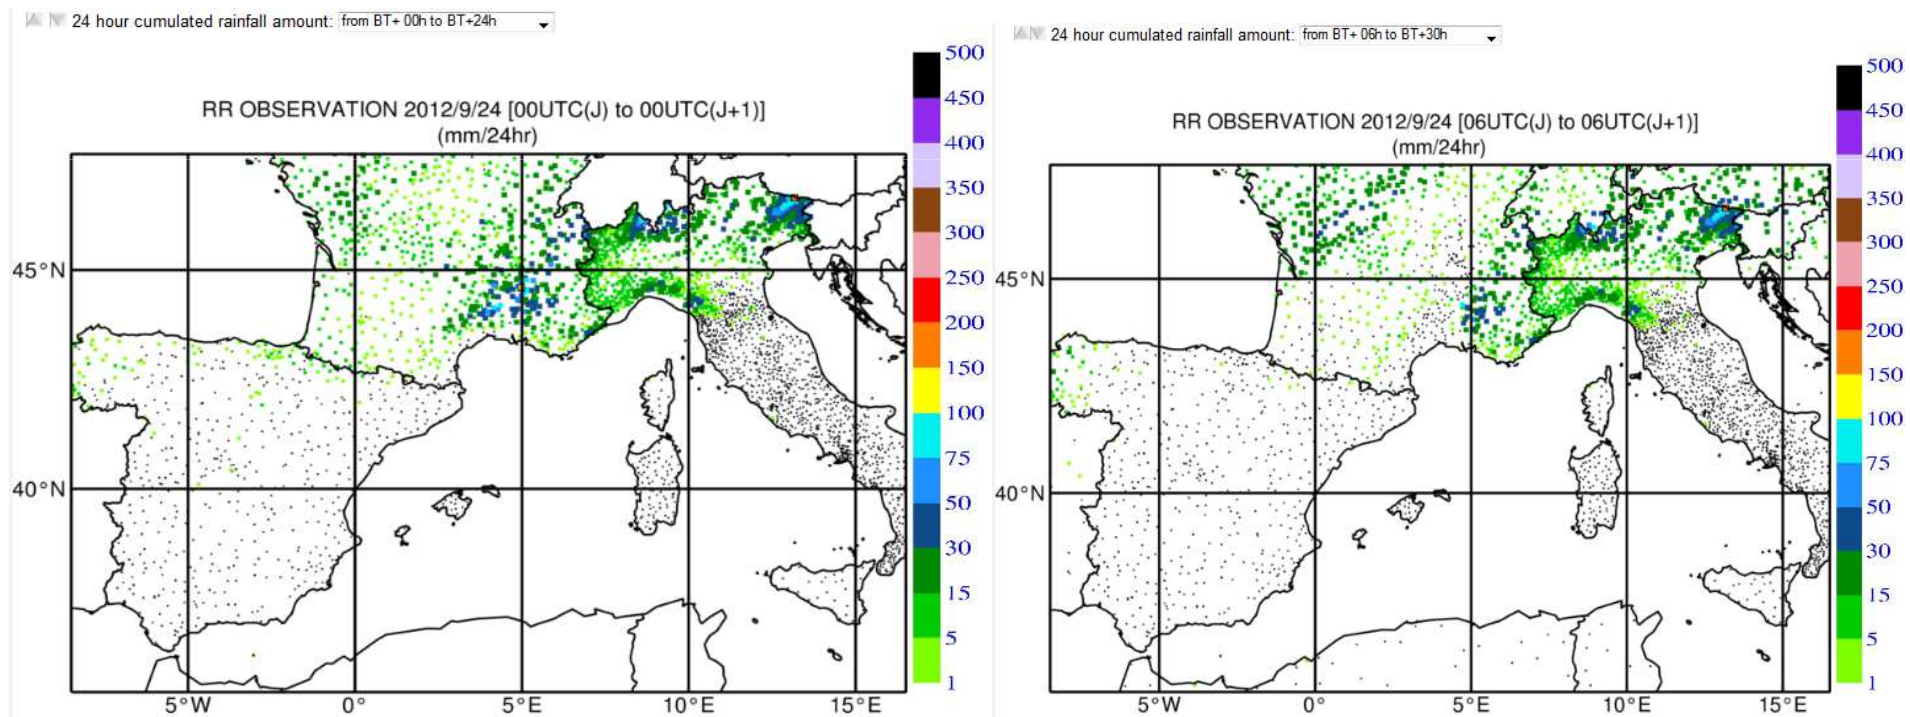 24 hour cumulated rainfall amount: from BT+ 00h to BT+24h
RR OBSERVATION 2012/9/24 [00UTC(J) to 00UTC(J+1)]
(mm/24hr)
500
450
400
350
300
250
200
150
100
75
50
30
15
5
1
45°N
40°N
5°W
0°
5°E
10°E
15°E
24 hour cumulated rainfall amount: from BT+ 06h to BT+30h
RR OBSERVATION 2012/9/24 [06UTC(J) to 06UTC(J+1)]
(mm/24hr)
500
450
400
350
300
250
200
150
100
75
50
30
15
5
1
45°N
40°N
5°W
0°
5°E
10°E
15°E